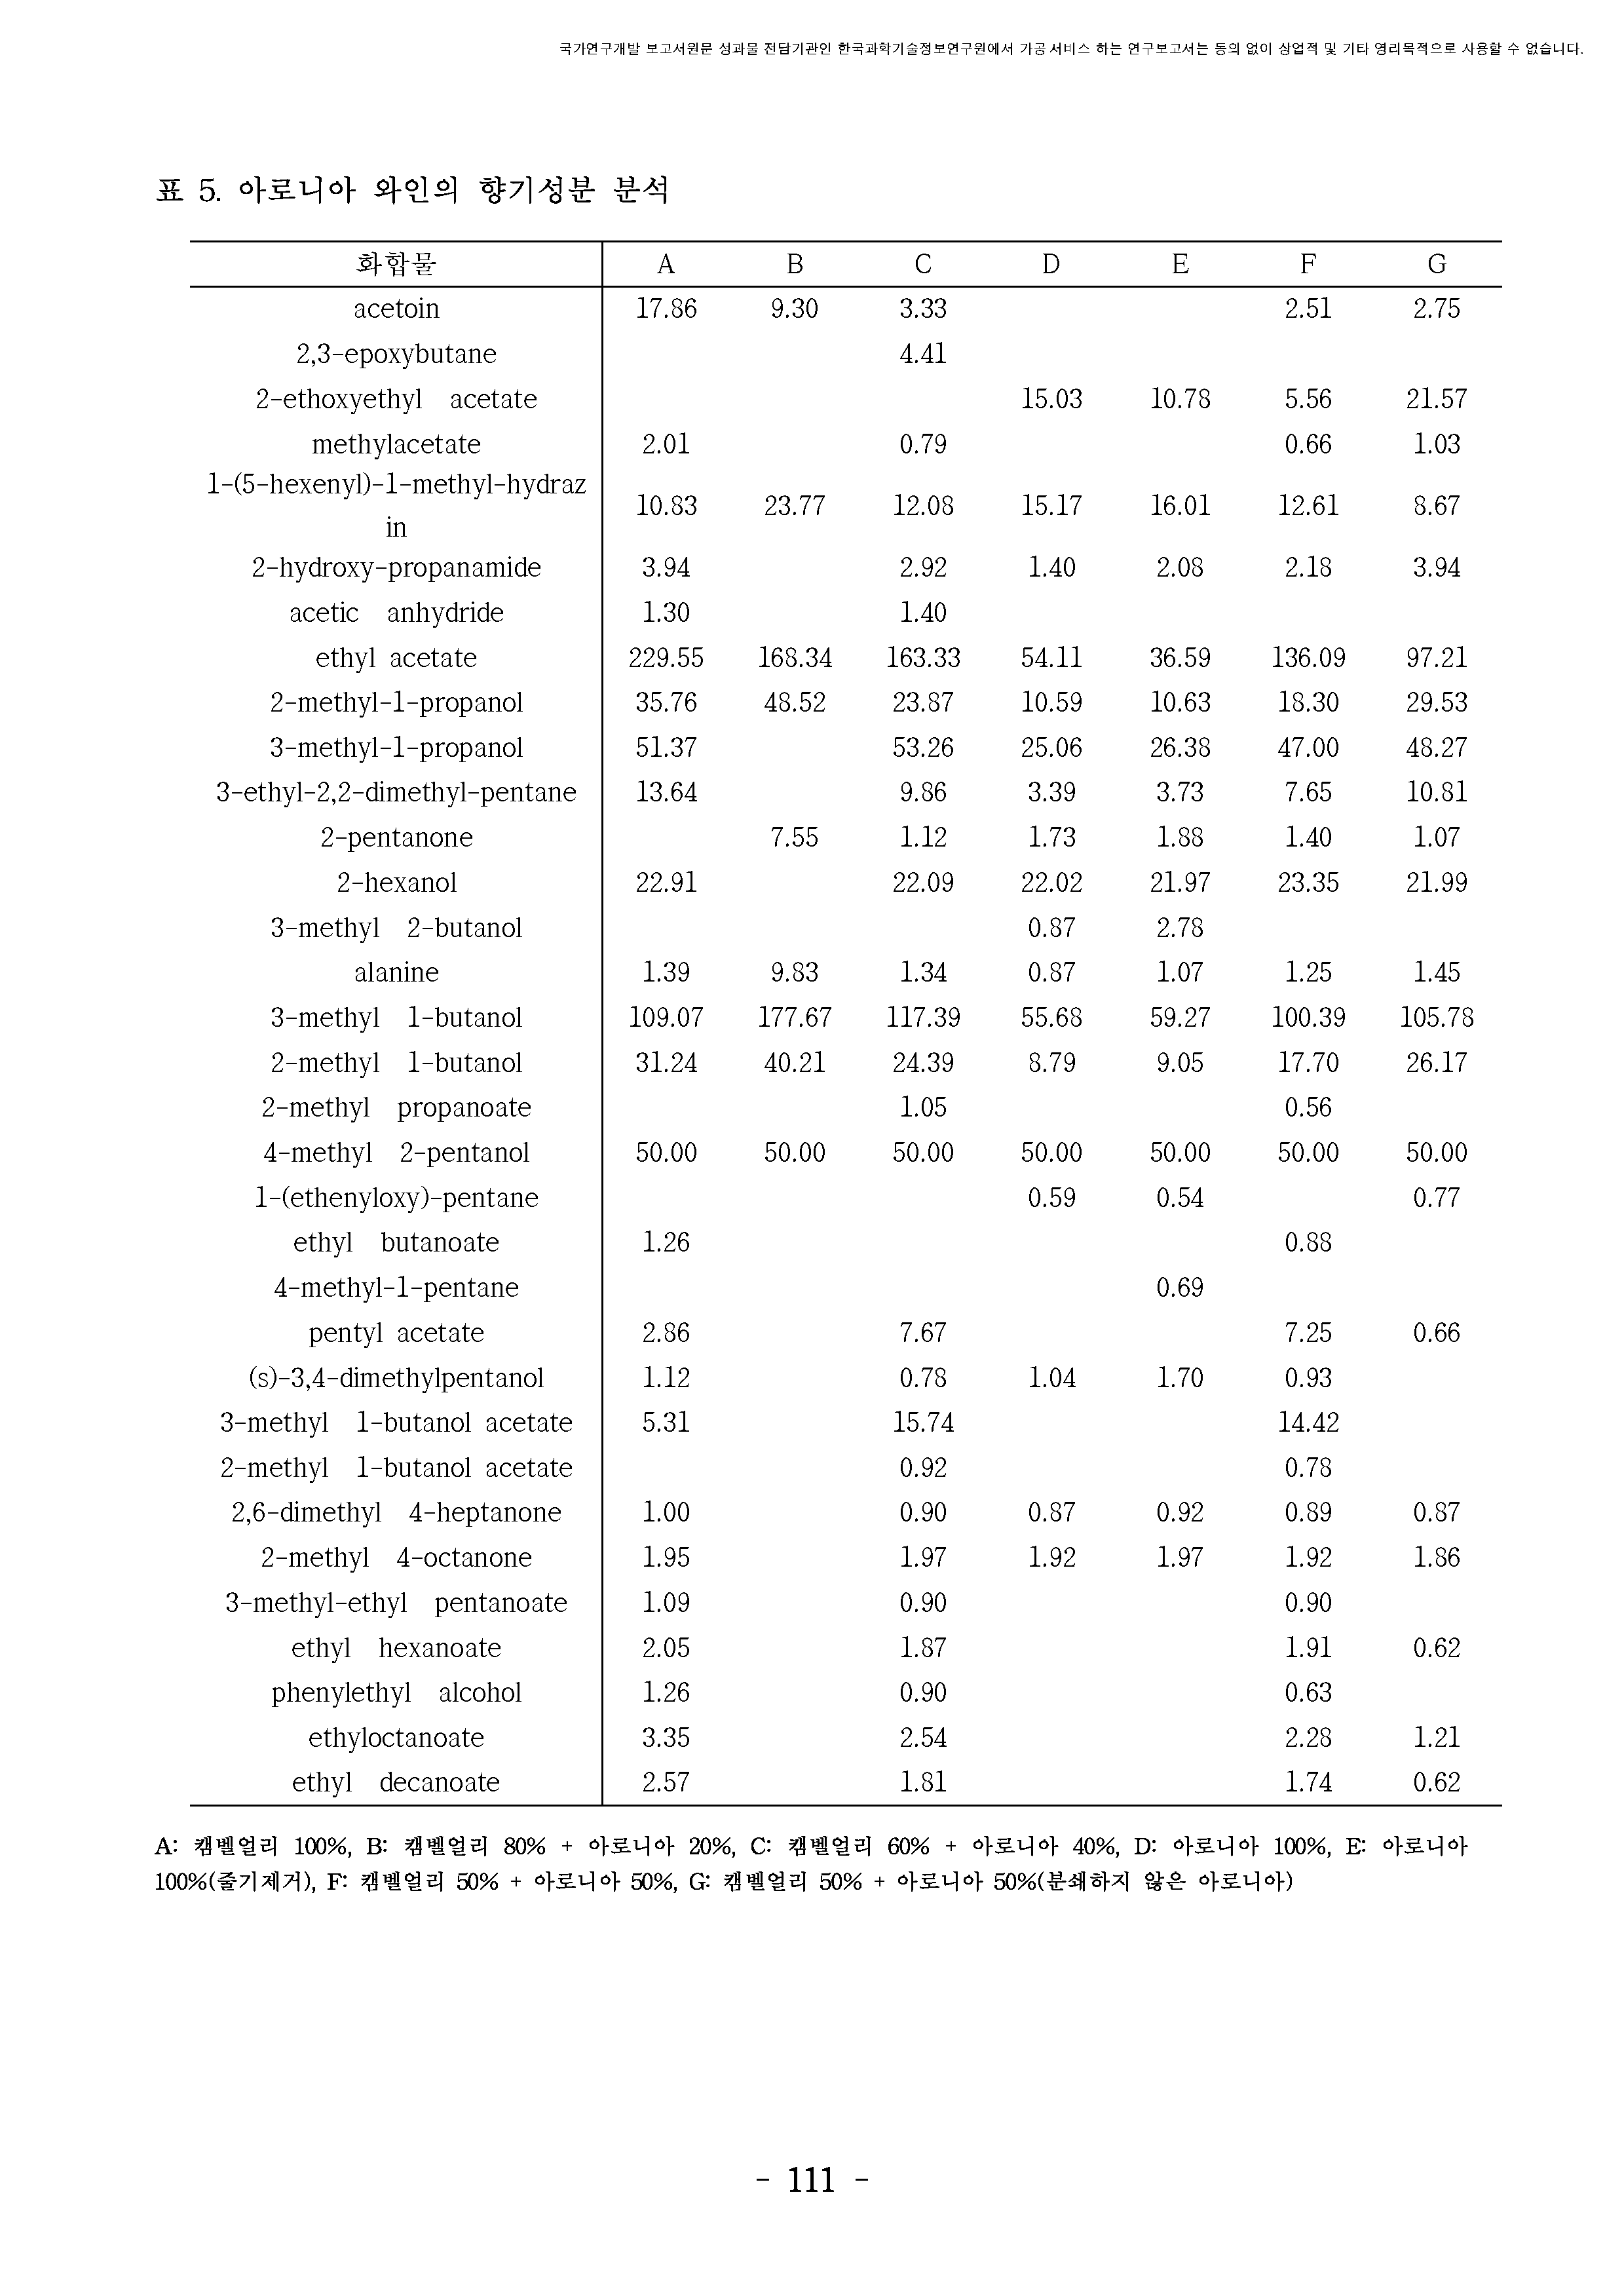 국가연구개발 보고서원문 성과물 전담기관인 한국과학기술정보연구원에서 가공·서비스 하는 연구보고서는 동의 없이 상업적 및 기타 영리목적으로 사용할 수 없습니다.
표 5. 아로니아 와인의 향기성분 분석
화합물 A B C D E F G
acetoin 17.86 9.30 3.33 2.51 2.75
2,3-epoxybutane 4.41
2-ethoxyethyl acetate 15.03 10.78 5.56 21.57
methylacetate 2.01 0.79 0.66 1.03
1-(5-hexenyl)-1-methyl-hydraz
in 10.83 23.77 12.08 15.17 16.01 12.61 8.67
2-hydroxy-propanamide 3.94 2.92 1.40 2.08 2.18 3.94
acetic anhydride 1.30 1.40
ethyl acetate 229.55 168.34 163.33 54.11 36.59 136.09 97.21
2-methyl-1-propanol 35.76 48.52 23.87 10.59 10.63 18.30 29.53
3-methyl-1-propanol 51.37 53.26 25.06 26.38 47.00 48.27
3-ethyl-2,2-dimethyl-pentane 13.64 9.86 3.39 3.73 7.65 10.81
2-pentanone 7.55 1.12 1.73 1.88 1.40 1.07
2-hexanol 22.91 22.09 22.02 21.97 23.35 21.99
3-methyl 2-butanol 0.87 2.78
alanine 1.39 9.83 1.34 0.87 1.07 1.25 1.45
3-methyl 1-butanol 109.07 177.67 117.39 55.68 59.27 100.39 105.78
2-methyl 1-butanol 31.24 40.21 24.39 8.79 9.05 17.70 26.17
2-methyl propanoate 1.05 0.56
4-methyl 2-pentanol 50.00 50.00 50.00 50.00 50.00 50.00 50.00
1-(ethenyloxy)-pentane 0.59 0.54 0.77
ethyl butanoate 1.26 0.88
4-methyl-1-pentane 0.69
pentyl acetate 2.86 7.67 7.25 0.66
(s)-3,4-dimethylpentanol 1.12 0.78 1.04 1.70 0.93
3-methyl 1-butanol acetate 5.31 15.74 14.42
2-methyl 1-butanol acetate 0.92 0.78
2,6-dimethyl 4-heptanone 1.00 0.90 0.87 0.92 0.89 0.87
2-methyl 4-octanone 1.95 1.97 1.92 1.97 1.92 1.86
3-methyl-ethyl pentanoate 1.09 0.90 0.90
ethyl hexanoate 2.05 1.87 1.91 0.62
phenylethyl alcohol 1.26 0.90 0.63
ethyloctanoate 3.35 2.54 2.28 1.21
ethyl decanoate 2.57 1.81 1.74 0.62
A: 캠벨얼리 100%, B: 캠벨얼리 80% + 아로니아 20%, C: 캠벨얼리 60% + 아로니아 40%, D: 아로니아 100%, E: 아로니아
100%(줄기제거), F: 캠벨얼리 50% + 아로니아 50%, G: 캠벨얼리 50% + 아로니아 50%(분쇄하지 않은 아로니아)
- 111 -